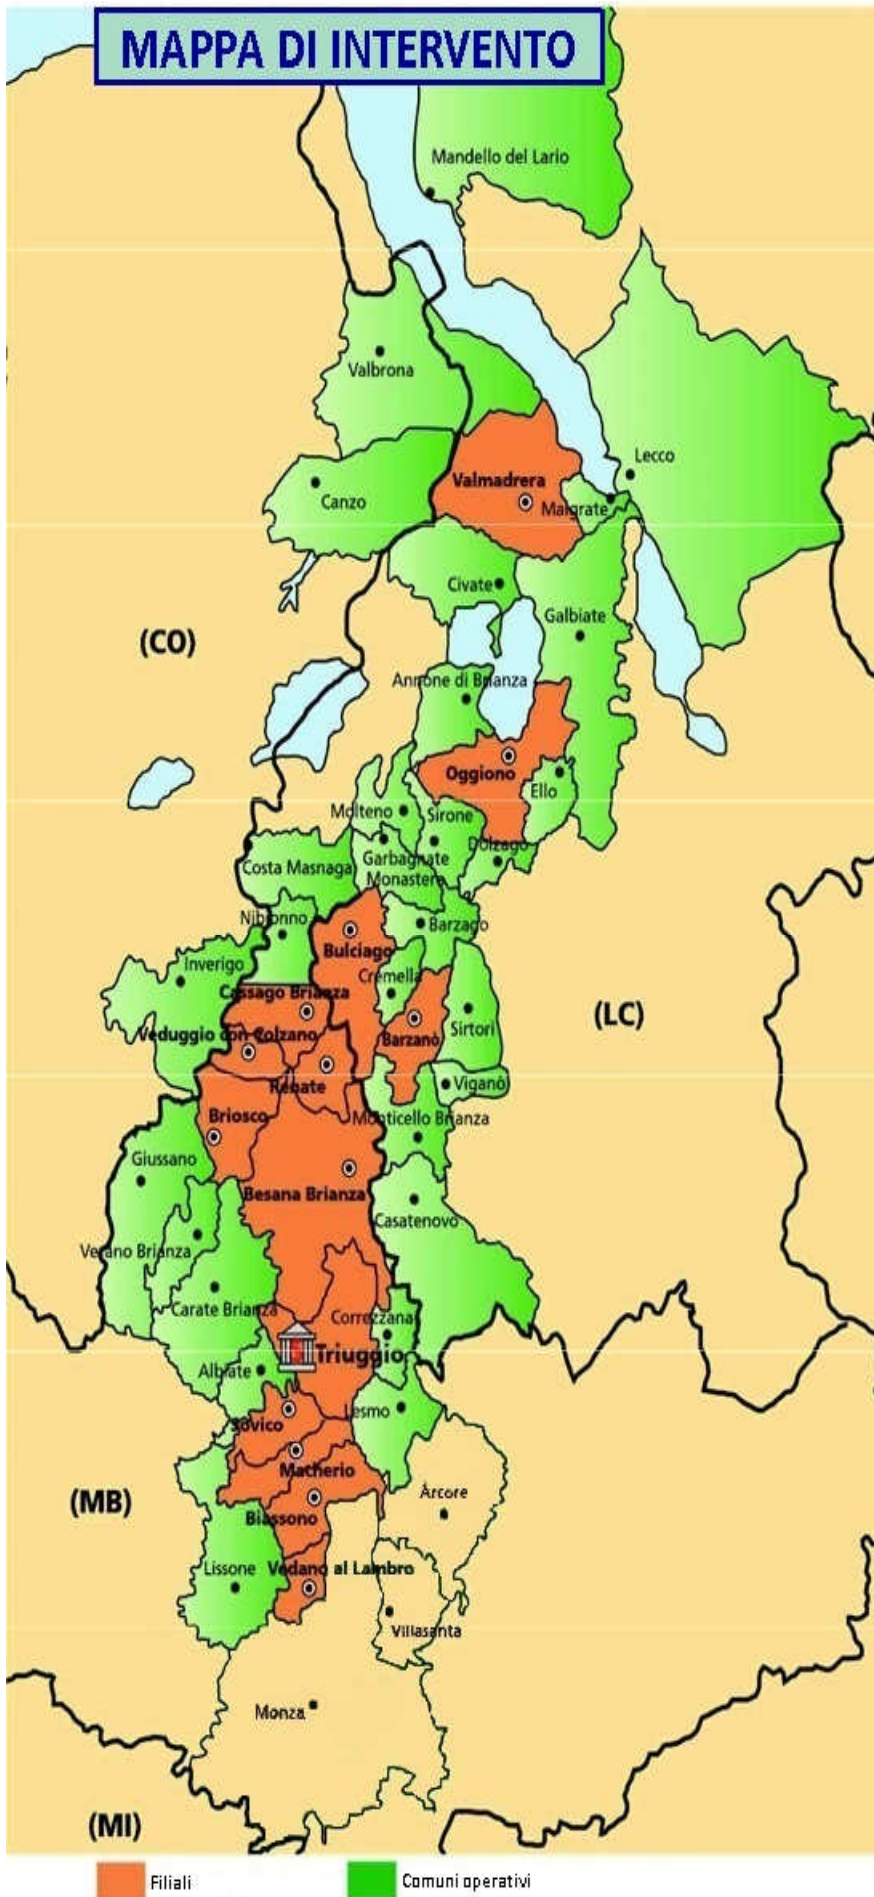 MAPPA DI INTERVENTO
Mandello del Lario
Valbrona
Lecco
Valmadrera
Canzo
Malgrate
Civate
Galbiate
(CO)
Annone di Brianza
Oggiono
Ello
Molteno
Sirone
Dolzago
Garbagnate
Monastero
Costa Masnaga
Nibionno
Barzago
Bulciago
Inverigo
Cremella
Cassago Brianza
(LC)
Sirtori
Veduggio con Colzano
Barzanò
Renate
Viganò
Briosco
Monticello Brianza
Giussano
Besana Brianza
Casatenovo
Verano Brianza
Carate Brianza
Correzzana
Triuggio
Albiate
Lesmo
Sovico
Macherio
Arcore
(MB)
Biassono
Lissone
Vedano al Lambro
Villasanta
Monza
(MI)
Filiali
Comuni operativi